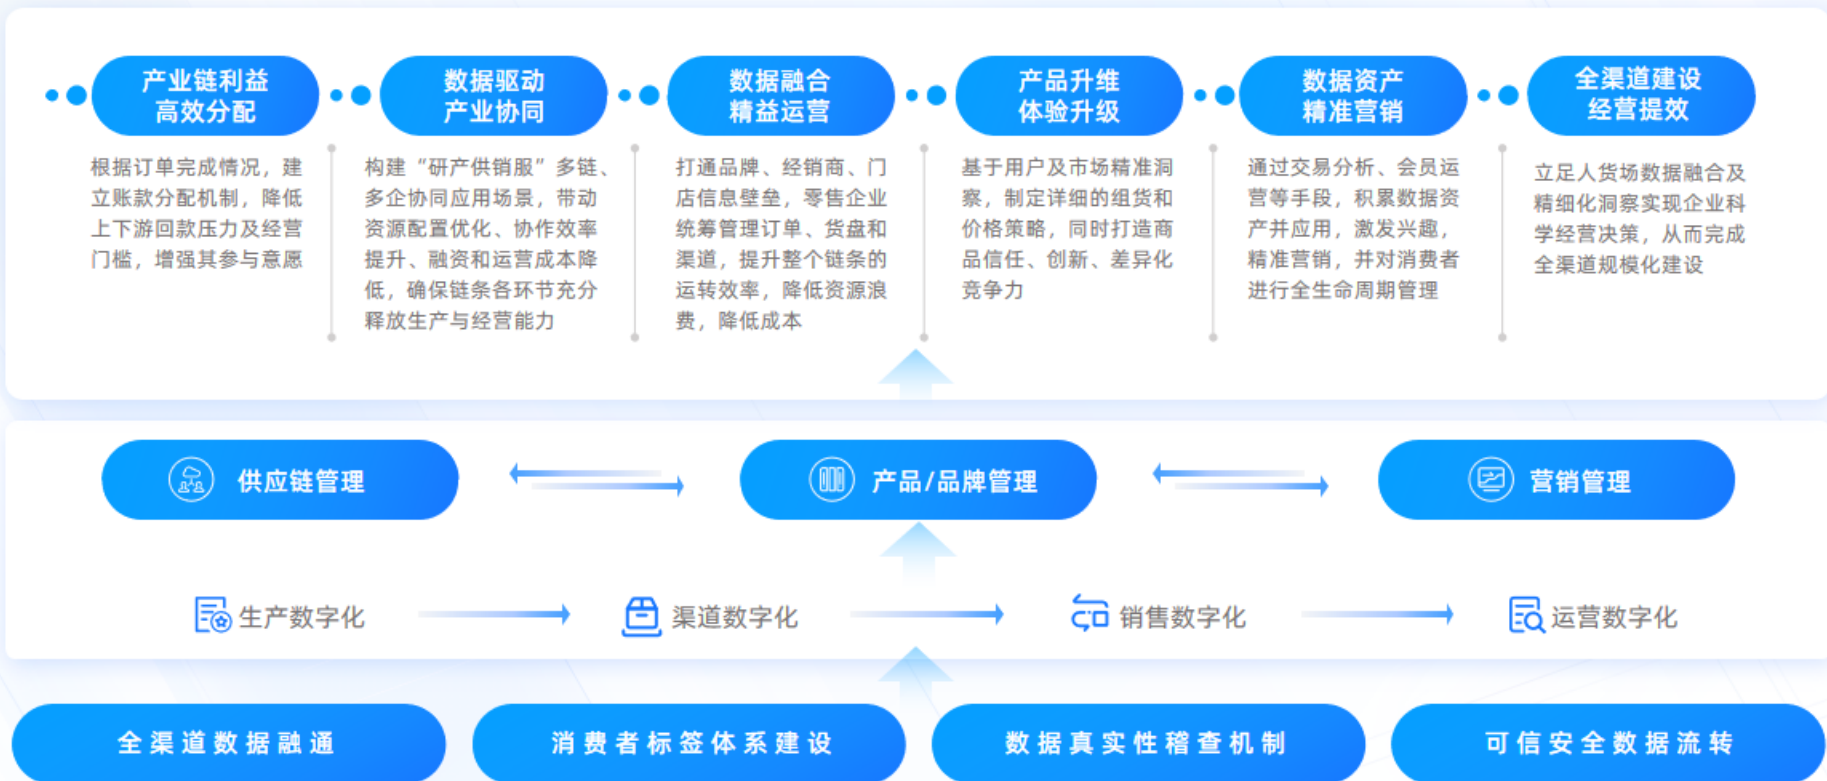 产业链利益
高效分配
数据驱动
产业协同
数据融合
精益运营
产品升维
体验升级
数据资产
精准营销
全渠道建设
经营提效
根据订单完成情况，建
立账款分配机制，降低
上下游回款压力及经营
门槛，增强其参与意愿
构建“研产供销服”多链、
多企协同应用场景，带动
资源配置优化、协作效率
提升、融资和运营成本降
低，确保链条各环节充分
释放生产与经营能力
打通品牌、经销商、门
店信息壁垒，零售企业
统筹管理订单、货盘和
渠道，提升整个链条的
运转效率，降低资源浪
费，降低成本
基于用户及市场精准洞
察，制定详细的组货和
价格策略，同时打造商
品信任、创新、差异化
竞争力
通过交易分析、会员运
营等手段，积累数据资
产并应用，激发兴趣，
精准营销，并对消费者
进行全生命周期管理
立足人货场数据融合及
精细化洞察实现企业科
学经营决策，从而完成
全渠道规模化建设
供应链管理
产品/品牌管理
营销管理
生产数字化
渠道数字化
销售数字化
运营数字化
全渠道数据融通
消费者标签体系建设
数据真实性稽查机制
可信安全数据流转